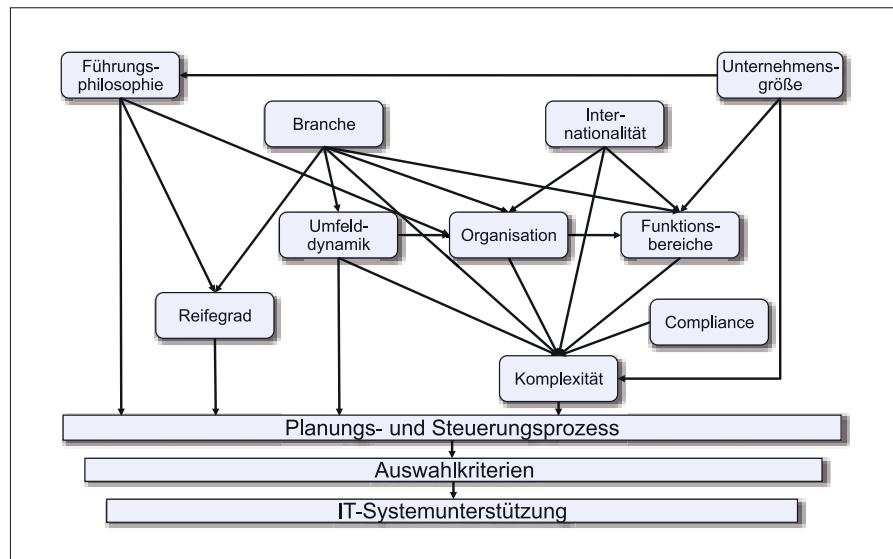 Führungs-
philosophie
Unternehmens-
größe
Branche
Inter-
nationalität
Umfeld-
dynamik
Organisation
Funktions-
bereiche
Reifegrad
Compliance
Komplexität
Planungs- und Steuerungsprozess
Auswahlkriterien
IT-Systemunterstützung